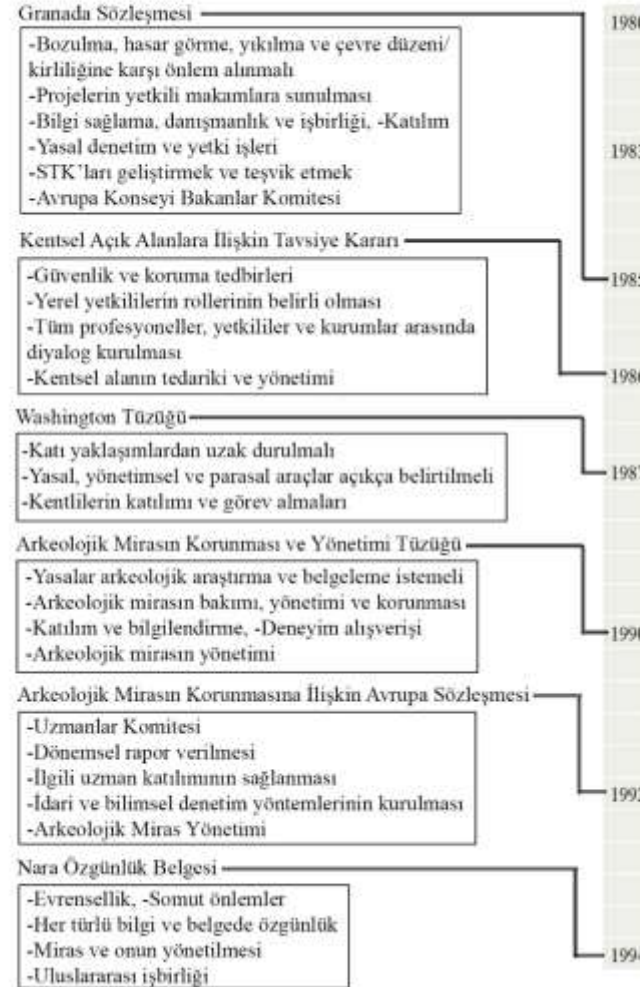 Granada Sözleşmesi
-Bozulma, hasar görme, yıkılma ve çevre düzeni/
kirliliğine karşı önlem alınmalı
-Projelerin yetkili makamlara sunulması
-Bilgi sağlama, danışmanlık ve işbirliği, -Katılım
-Yasal denetim ve yetki işleri
-STK’ları geliştirmek ve teşvik etmek
-Avrupa Konseyi Bakanlar Komitesi
1980
1983
Kentsel Açık Alanlara İlişkin Tavsiye Kararı
1985
-Güvenlik ve koruma tedbirleri
-Yerel yetkililerin rollerinin belirli olması
-Tüm profesyoneller, yetkililer ve kurumlar arasında
diyalog kurulması
-Kentsel alanın tedariki ve yönetimi
1986
Washington Tüzüğü
-Katı yaklaşımlardan uzak durulmalı
-Yasal, yönetimsel ve parasal araçlar açıkça belirtilmeli
-Kentlilerin katılımı ve görev almaları
1987
Arkeolojik Mirasın Korunması ve Yönetimi Tüzüğü
-Yasalar arkeolojik araştırma ve belgeleme istemeli
-Arkeolojik mirasın bakımı, yönetimi ve korunması
-Katılım ve bilgilendirme, -Deneyim alışverişi
-Arkeolojik mirasın yönetimi
1990
Arkeolojik Mirasın Korunmasına İlişkin Avrupa Sözleşmesi
-Uzmanlar Komitesi
-Dönemsel rapor verilmesi
-İlgili uzman katılımının sağlanması
-İdari ve bilimsel denetim yöntemlerinin kurulması
-Arkeolojik Miras Yönetimi
1992
Nara Özgünlük Belgesi
-Evrensellik, -Somut önlemler
-Her türlü bilgi ve belgede özgünlük
-Miras ve onun yönetilmesi
-Uluslararası işbirliği
1994